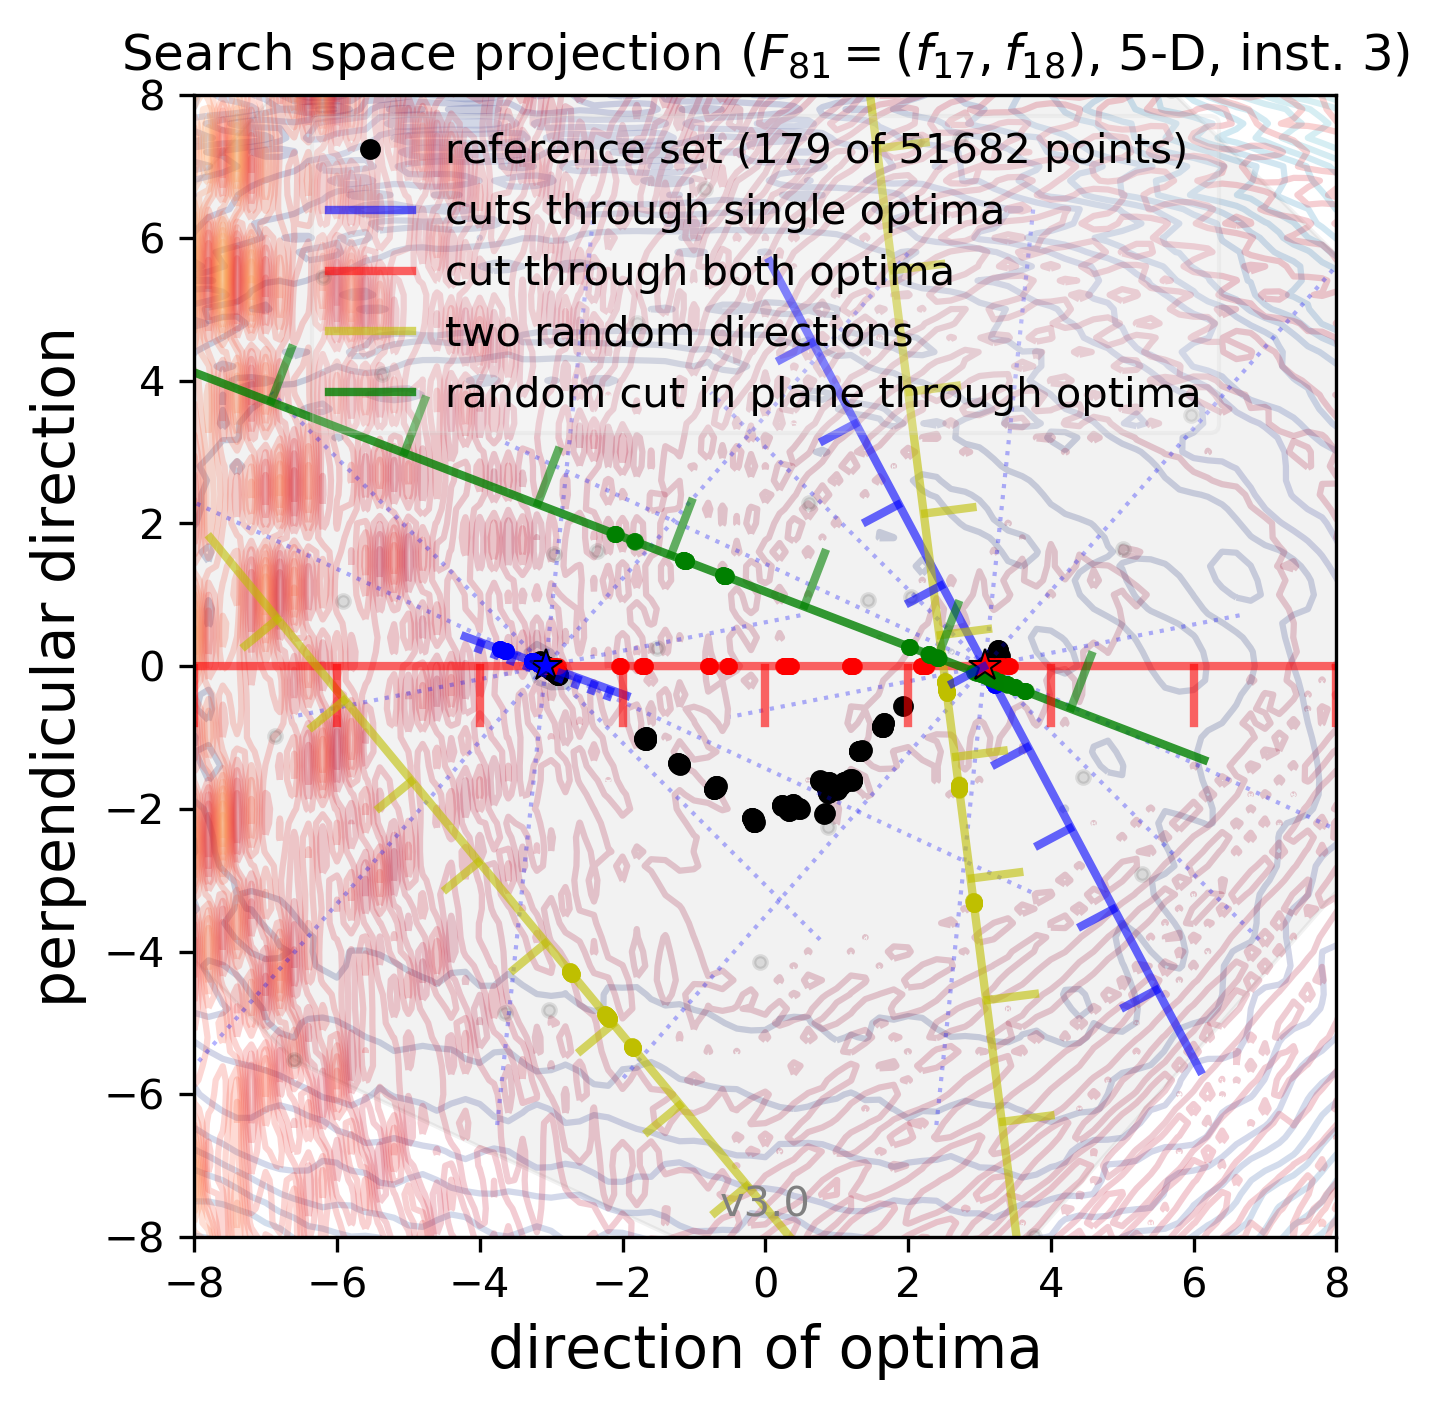 Search space projection (F81 = (f17, f18), 5-D, inst. 3)
8
6
4
2
0
−2
−4
−6
−8
perpendicular direction
reference set (179 of 51682 points)
cuts through single optima
cut through both optima
two random directions
random cut in plane through optima
v3.0
−8 −6 −4 −2 0 2 4 6 8
direction of optima